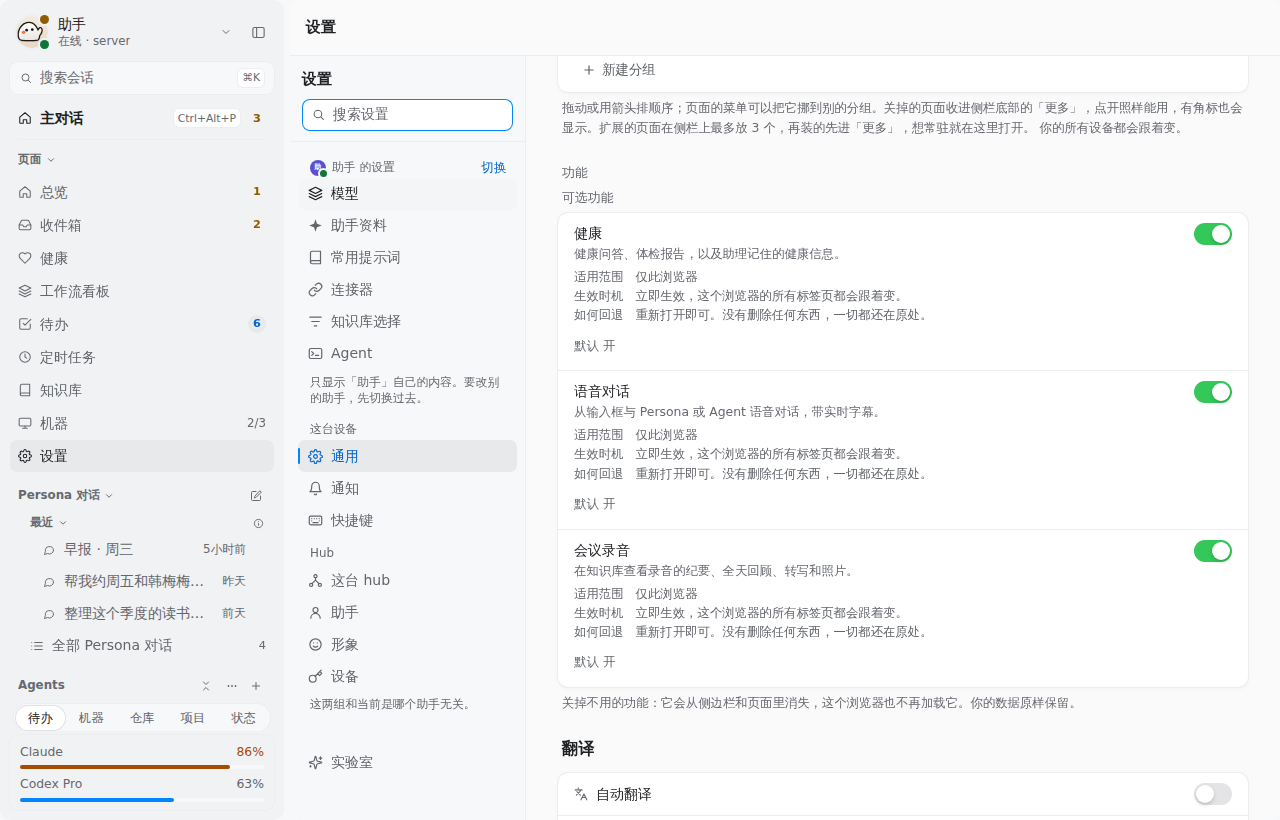 助手
在线 · server
搜索会话
⌘K
主对话
Ctrl+Alt+P
3
页面
总览
1
收件箱
2
健康
工作流看板
待办
6
定时任务
知识库
机器
2/3
设置
Persona 对话
最近
早报 · 周三
5小时前
帮我约周五和韩梅梅…
昨天
整理这个季度的读书…
前天
全部 Persona 对话
4
Agents
待办
机器
仓库
项目
状态
Claude
86%
Codex Pro
63%
设置
设置
搜索设置
助手 的设置
切换
模型
助手资料
常用提示词
连接器
知识库选择
Agent
只显示「助手」自己的内容。要改别
的助手，先切换过去。
这台设备
通用
通知
快捷键
Hub
这台 hub
助手
形象
设备
这两组和当前是哪个助手无关。
实验室
新建分组
拖动或用箭头排顺序；页面的菜单可以把它挪到别的分组。关掉的页面收进侧栏底部的「更多」，点开照样能用，有角标也会
显示。扩展的页面在侧栏上最多放 3 个，再装的先进「更多」，想常驻就在这里打开。 你的所有设备都会跟着变。
功能
可选功能
健康
健康问答、体检报告，以及助理记住的健康信息。
适用范围 仅此浏览器
生效时机 立即生效，这个浏览器的所有标签页都会跟着变。
如何回退 重新打开即可。没有删除任何东西，一切都还在原处。
默认 开
语音对话
从输入框与 Persona 或 Agent 语音对话，带实时字幕。
适用范围 仅此浏览器
生效时机 立即生效，这个浏览器的所有标签页都会跟着变。
如何回退 重新打开即可。没有删除任何东西，一切都还在原处。
默认 开
会议录音
在知识库查看录音的纪要、全天回顾、转写和照片。
适用范围 仅此浏览器
生效时机 立即生效，这个浏览器的所有标签页都会跟着变。
如何回退 重新打开即可。没有删除任何东西，一切都还在原处。
默认 开
关掉不用的功能：它会从侧边栏和页面里消失，这个浏览器也不再加载它。你的数据原样保留。
翻译
自动翻译